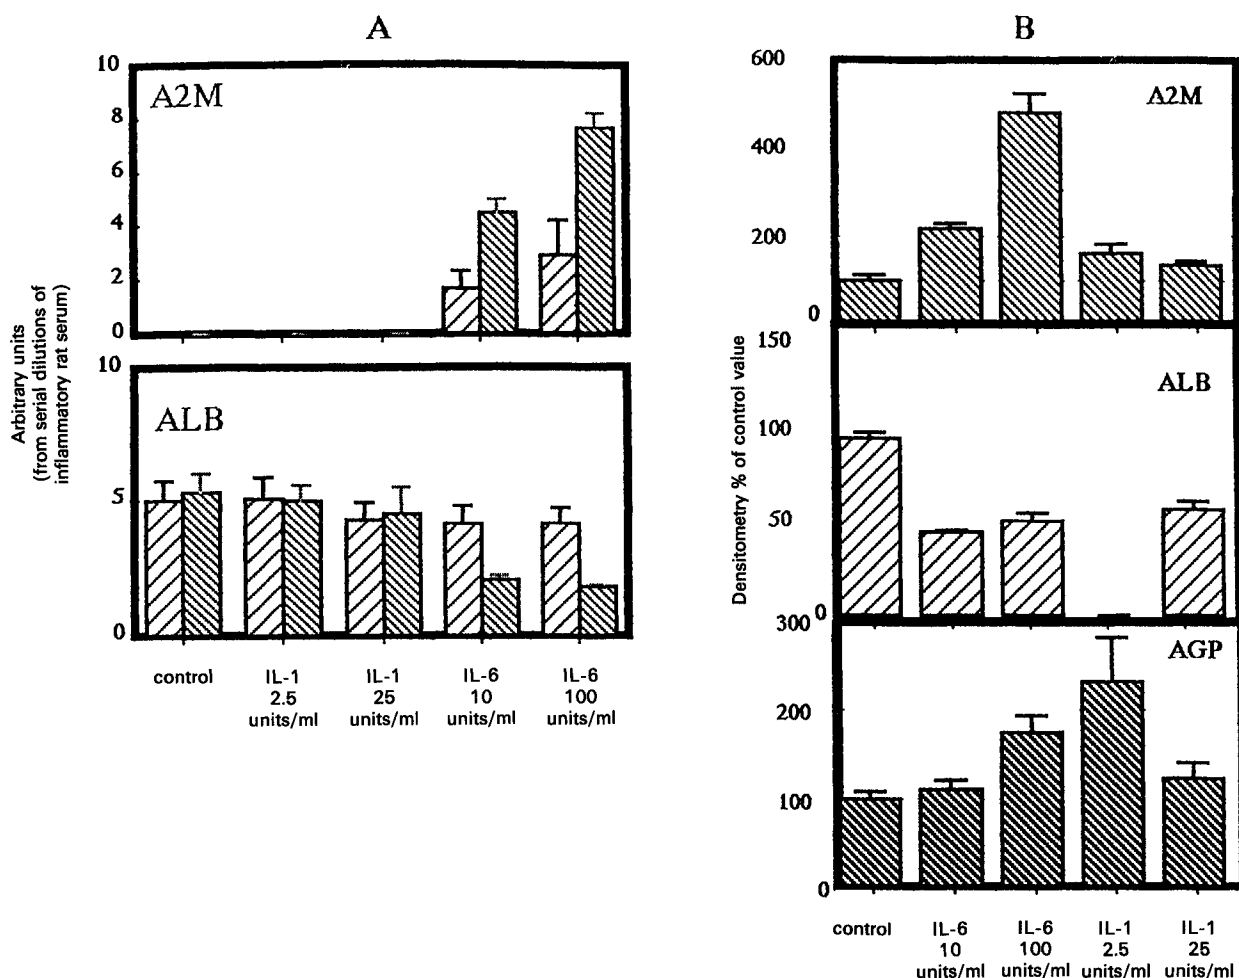 A
Arbitrary units
(from serial dilutions of
inflammatory rat serum)
10
8
6
4
2
0
A2M
10
5
0
ALB
control
IL-1
2.5
units/ml
IL-1
25
units/ml
IL-6
10
units/ml
IL-6
100
units/ml
B
Densitometry % of control value
600
400
200
0
A2M
150
100
50
0
ALB
300
200
100
0
AGP
control
IL-6
10
units/ml
IL-6
100
units/ml
IL-1
2.5
units/ml
IL-1
25
units/ml